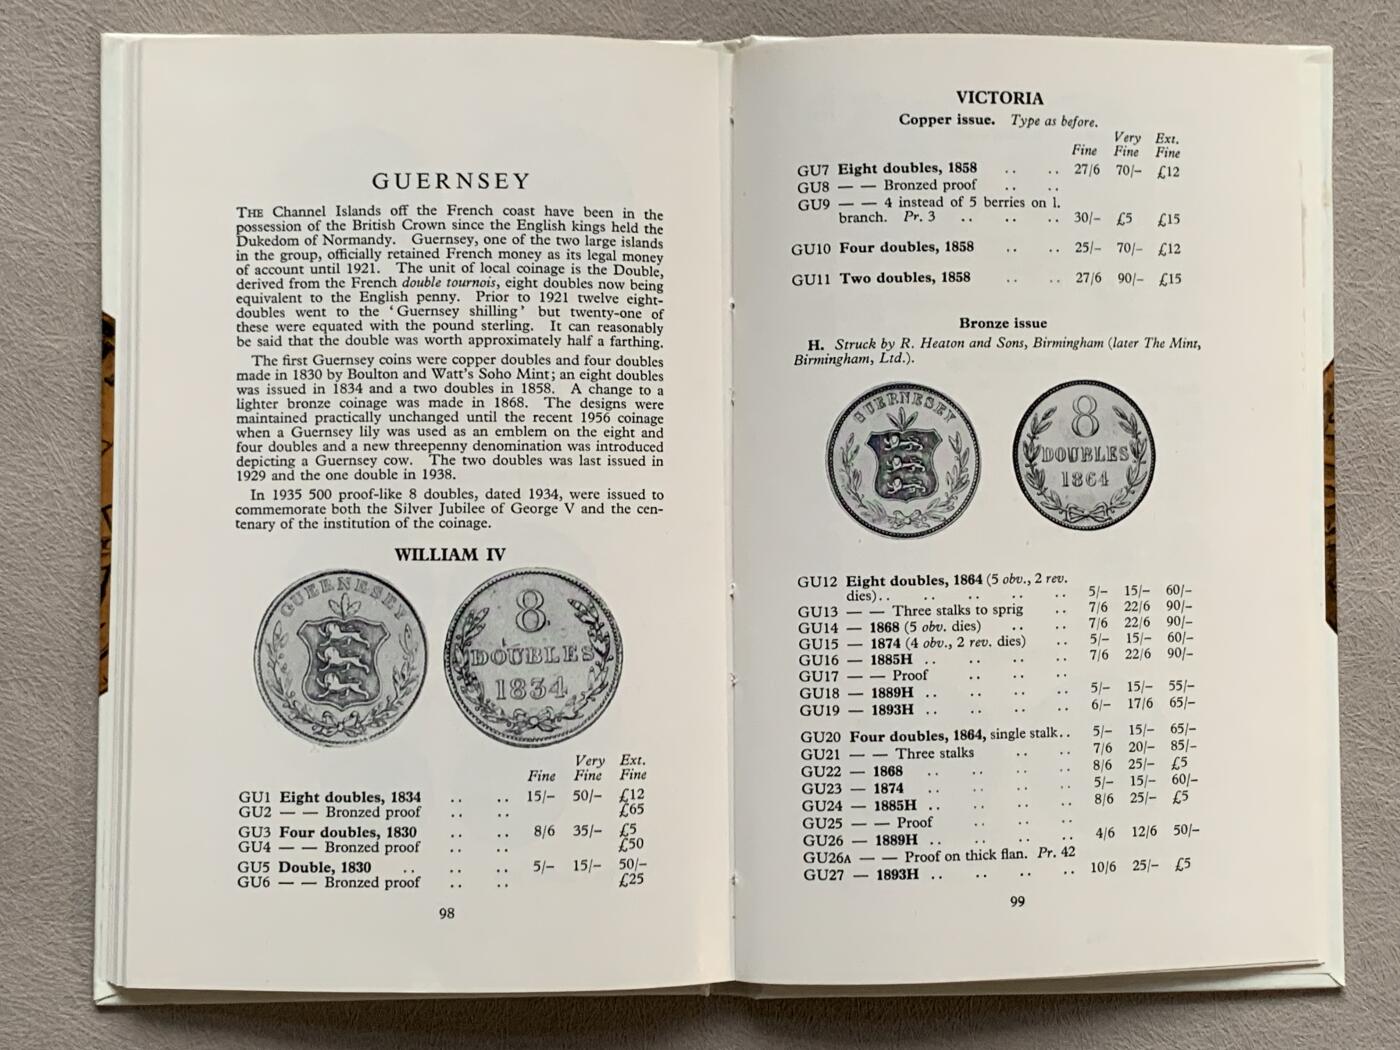 GUERNSEY
THE Channel Islands off the French coast have been in the
possession of the British Crown since the English kings held the
Dukedom of Normandy. Guernsey, one of the two large islands
in the group, officially retained French money as its legal money
of account until 1921. The unit of local coinage is the Double,
derived from the French double tournois, eight doubles now being
equivalent to the English penny. Prior to 1921 twelve eight-
doubles went to the ‘Guernsey shilling’ but twenty-one of
these were equated with the pound sterling. It can reasonably
be said that the double was worth approximately half a farthing.
The first Guernsey coins were copper doubles and four doubles
made in 1830 by Boulton and Watt's Soho Mint; an eight doubles
was issued in 1834 and a two doubles in 1858. A change to a
lighter bronze coinage was made in 1868. The designs were
maintained practically unchanged until the recent 1956 coinage
when a Guernsey lily was used as an emblem on the eight and
four doubles and a new threepenny denomination was introduced
depicting a Guernsey cow. The two doubles was last issued in
1929 and the one double in 1938.
In 1935 500 proof-like 8 doubles, dated 1934, were issued to
commemorate both the Silver Jubilee of George V and the cen-
tenary of the institution of the coinage.
WILLIAM IV
GUERNESEY
8
DOUBLES
1834
Very Ext.
Fine Fine Fine
GU1 Eight doubles, 1834 .. .. 15/– 50/– £12
GU2 — — Bronzed proof .. .. £65
GU3 Four doubles, 1830 .. .. 8/6 35/– £5
GU4 — — Bronzed proof .. .. £50
GU5 Double, 1830 .. .. .. 5/– 15/– 50/–
GU6 — — Bronzed proof .. .. £25
98
VICTORIA
Copper issue. Type as before.
Very Ext.
Fine Fine Fine
GU7 Eight doubles, 1858 .. .. 27/6 70/– £12
GU8 — — Bronzed proof .. ..
GU9 — — 4 instead of 5 berries on l.
branch. Pr. 3 .. .. .. 30/– £5 £15
GU10 Four doubles, 1858 .. .. 25/– 70/– £12
GU11 Two doubles, 1858 .. .. 27/6 90/– £15
Bronze issue
H. Struck by R. Heaton and Sons, Birmingham (later The Mint,
Birmingham, Ltd.).
GUERNESEY
8
DOUBLES
1864
GU12 Eight doubles, 1864 (5 obv., 2 rev.
dies).. .. .. .. .. 5/– 15/– 60/–
GU13 — — Three stalks to sprig .. 7/6 22/6 90/–
GU14 — 1868 (5 obv. dies) .. .. 7/6 22/6 90/–
GU15 — 1874 (4 obv., 2 rev. dies) .. 5/– 15/– 60/–
GU16 — 1885H .. .. .. .. 7/6 22/6 90/–
GU17 — — Proof .. .. ..
GU18 — 1889H .. .. .. .. 5/– 15/– 55/–
GU19 — 1893H .. .. .. .. 6/– 17/6 65/–
GU20 Four doubles, 1864, single stalk.. 5/– 15/– 65/–
GU21 — — Three stalks .. .. 7/6 20/– 85/–
GU22 — 1868 .. .. .. .. 8/6 25/– £5
GU23 — 1874 .. .. .. .. 5/– 15/– 60/–
GU24 — 1885H .. .. .. .. 8/6 25/– £5
GU25 — — Proof .. .. ..
GU26 — 1889H .. .. .. .. 4/6 12/6 50/–
GU26A — — Proof on thick flan. Pr. 42
GU27 — 1893H .. .. .. .. 10/6 25/– £5
99